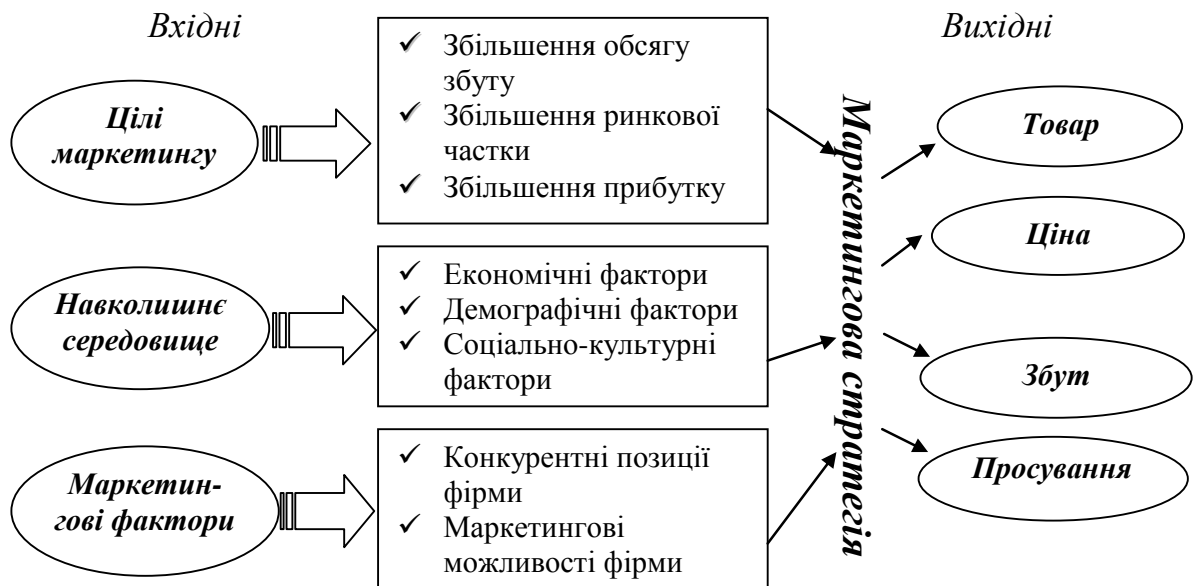 Вхідні
Вихідні
Цілі
маркетингу
✓ Збільшення обсягу
збуту
✓ Збільшення ринкової
частки
✓ Збільшення прибутку
Навколишнє
середовище
✓ Економічні фактори
✓ Демографічні фактори
✓ Соціально-культурні
фактори
Маркетин-
гові фактори
✓ Конкурентні позиції
фірми
✓ Маркетингові
можливості фірми
Маркетингова стратегія
Товар
Ціна
Збут
Просування